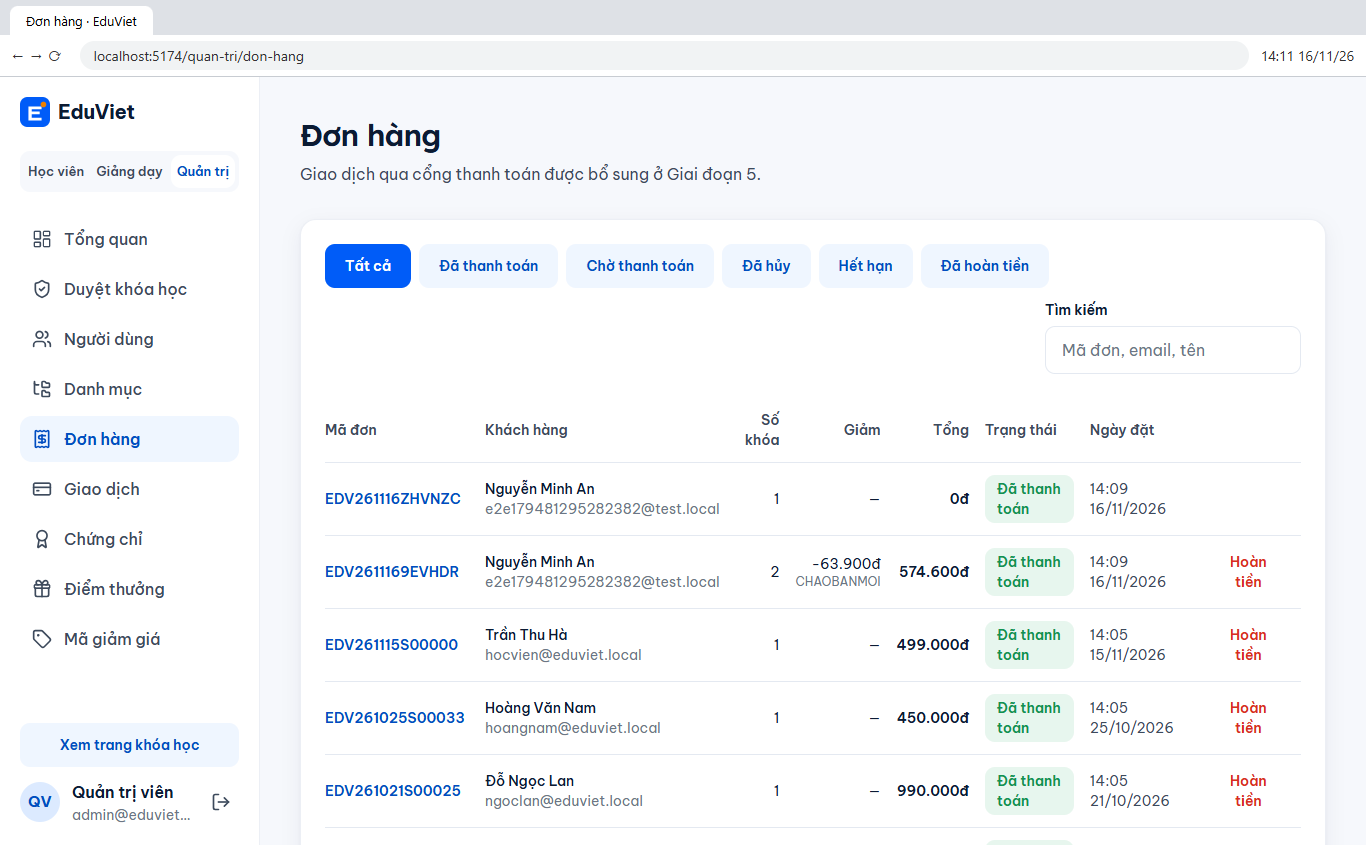 Đơn hàng · EduViet
localhost:5174/quan-tri/don-hang
14:11 16/11/26
EduViet
Học viên Giảng dạy Quản trị
Tổng quan
Duyệt khóa học
Người dùng
Danh mục
Đơn hàng
Giao dịch
Chứng chỉ
Điểm thưởng
Mã giảm giá
Xem trang khóa học
QV
Quản trị viên
admin@eduviet...
Đơn hàng
Giao dịch qua cổng thanh toán được bổ sung ở Giai đoạn 5.
Tất cả Đã thanh toán Chờ thanh toán Đã hủy Hết hạn Đã hoàn tiền
Tìm kiếm
Mã đơn, email, tên
Mã đơn Khách hàng Số khóa Giảm Tổng Trạng thái Ngày đặt
EDV261116ZHVNZC Nguyễn Minh An 1 – 0đ Đã thanh toán 14:09
e2e179481295282382@test.local 16/11/2026
EDV2611169EVHDR Nguyễn Minh An 2 -63.900đ 574.600đ Đã thanh toán 14:09 Hoàn tiền
e2e179481295282382@test.local CHAOBANMOI 16/11/2026
EDV261115S00000 Trần Thu Hà 1 – 499.000đ Đã thanh toán 14:05 Hoàn tiền
hocvien@eduviet.local 15/11/2026
EDV261025S00033 Hoàng Văn Nam 1 – 450.000đ Đã thanh toán 14:05 Hoàn tiền
hoangnam@eduviet.local 25/10/2026
EDV261021S00025 Đỗ Ngọc Lan 1 – 990.000đ Đã thanh toán 14:05 Hoàn tiền
ngoclan@eduviet.local 21/10/2026